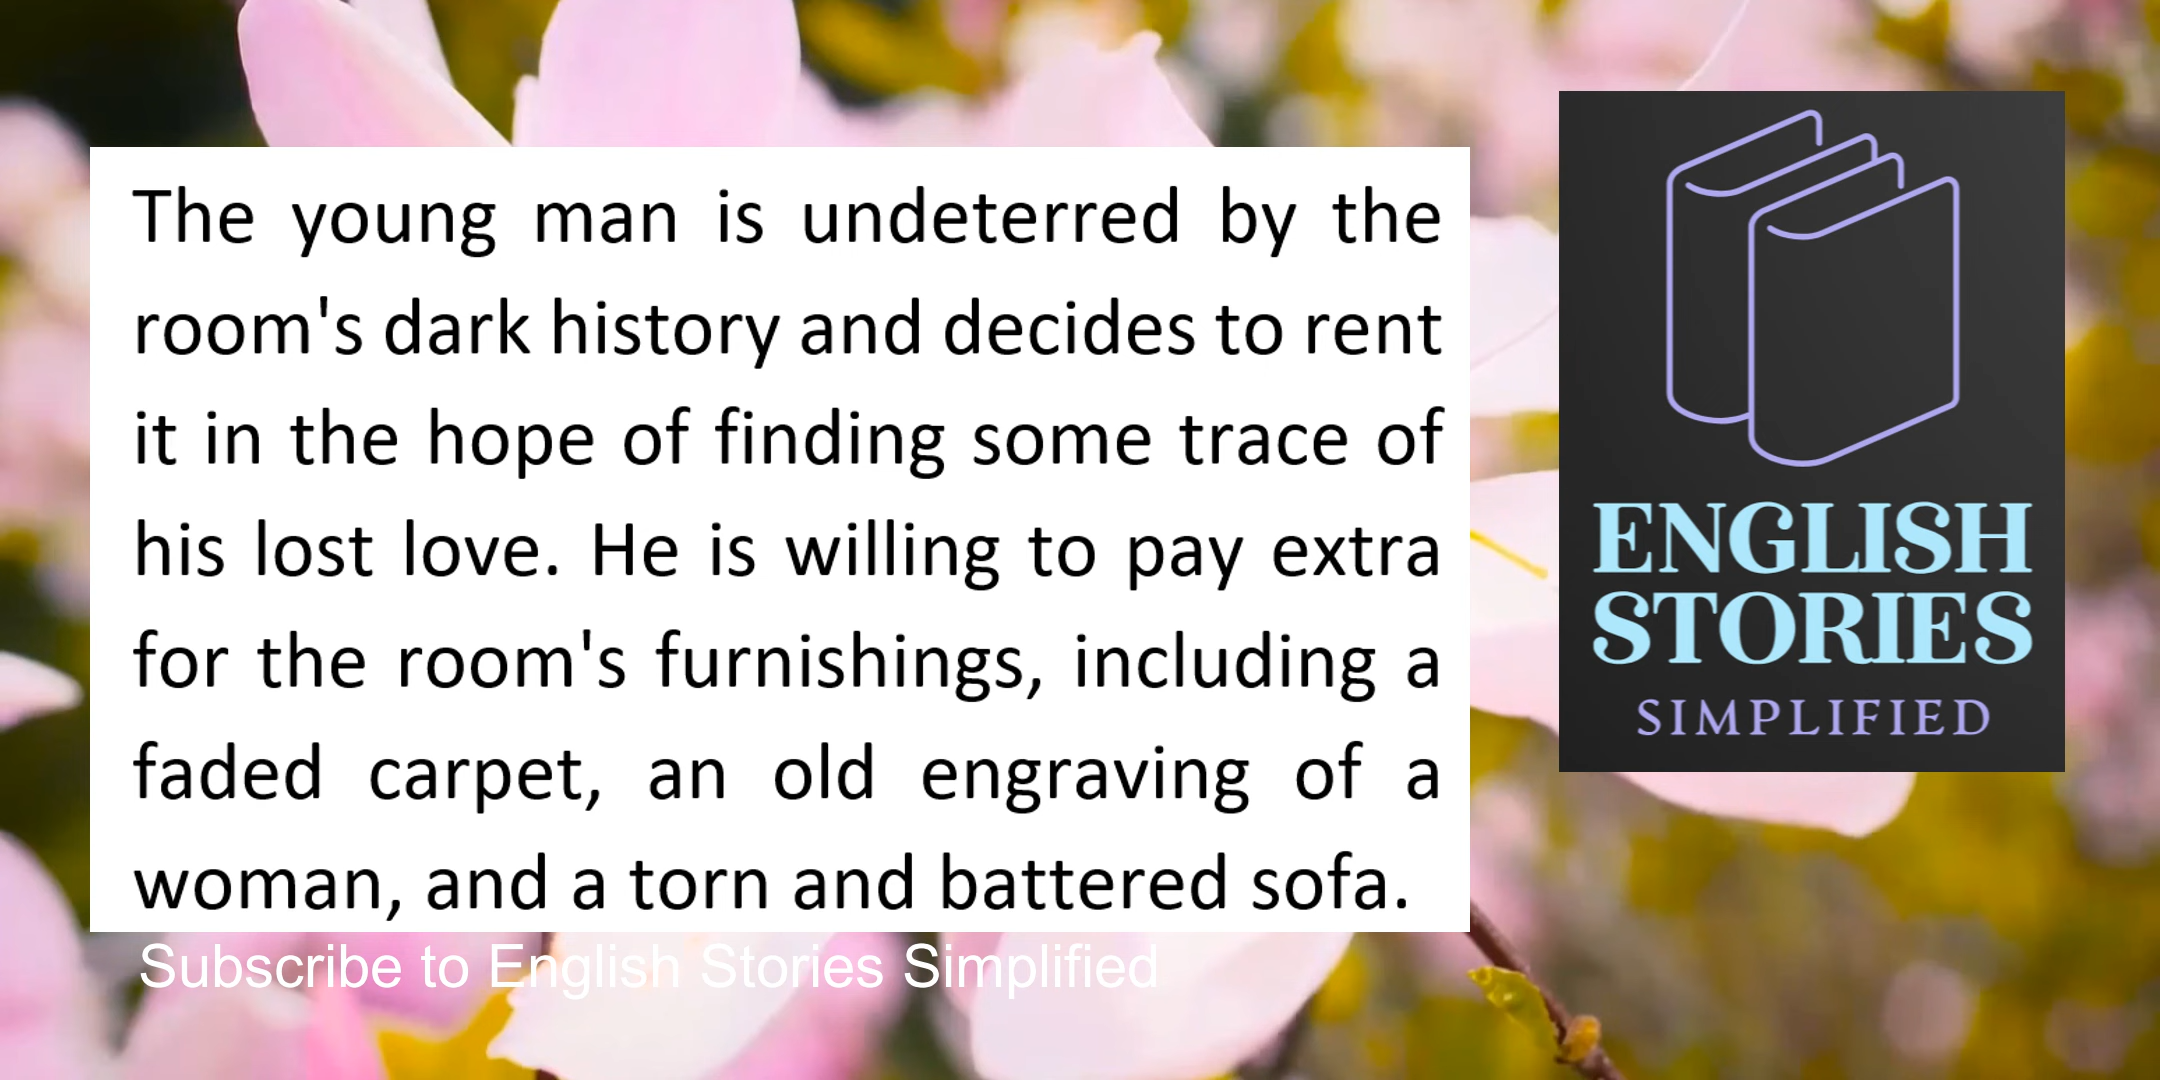 The young man is undeterred by the
room's dark history and decides to rent
it in the hope of finding some trace of
his lost love. He is willing to pay extra
for the room's furnishings, including a
faded carpet, an old engraving of a
woman, and a torn and battered sofa.
Subscribe to English Stories Simplified
ENGLISH
STORIES
SIMPLIFIED